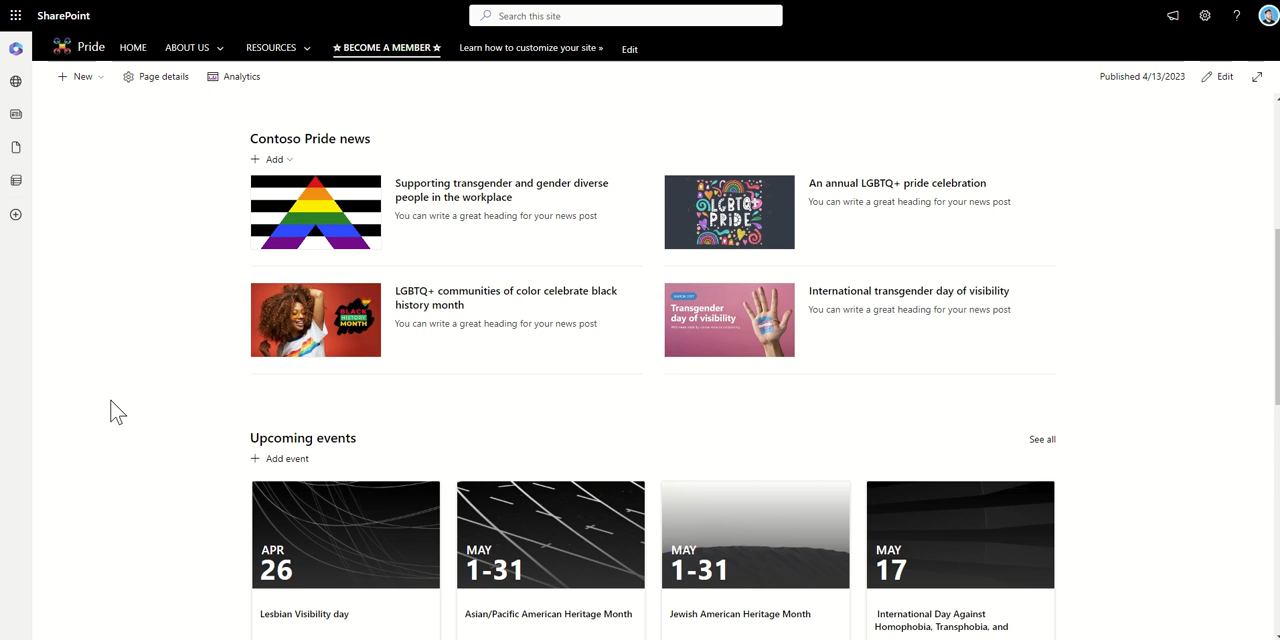 SharePoint
Search this site
?
Pride
HOME
ABOUT US
RESOURCES
☆ BECOME A MEMBER ☆
Learn how to customize your site »
Edit
New
Page details
Analytics
Published 4/13/2023
Edit
Contoso Pride news
Add
Supporting transgender and gender diverse
people in the workplace
You can write a great heading for your news post
LGBTQ+
PRIDE
An annual LGBTQ+ pride celebration
You can write a great heading for your news post
BLACK
HISTORY
MONTH
LGBTQ+ communities of color celebrate black
history month
You can write a great heading for your news post
Transgender
day of visibility
International transgender day of visibility
You can write a great heading for your news post
Upcoming events
See all
Add event
APR
26
Lesbian Visibility day
MAY
1-31
Asian/Pacific American Heritage Month
MAY
1-31
Jewish American Heritage Month
MAY
17
International Day Against
Homophobia, Transphobia, and